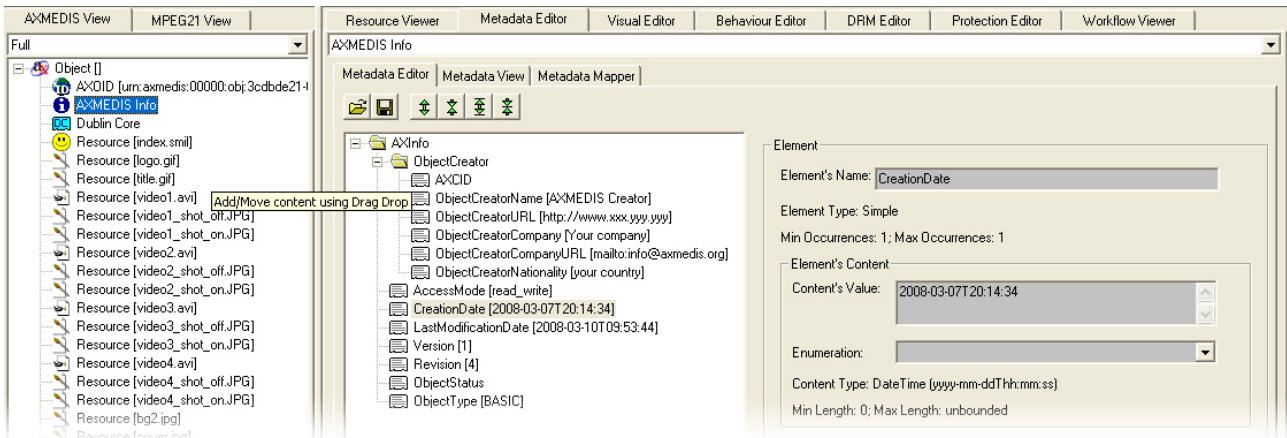 AXMEDIS View
MPEG21 View
Full
Object []
AXOID [urn:axmedis:00000:obj:3cdbde21-
AXMEDIS Info
Dublin Core
Resource [index.smil]
Resource [logo.gif]
Resource [title.gif]
Resource [video1.avi]
Resource [video1_shot_off.JPG]
Resource [video1_shot_on.JPG]
Resource [video2.avi]
Resource [video2_shot_off.JPG]
Resource [video2_shot_on.JPG]
Resource [video3.avi]
Resource [video3_shot_off.JPG]
Resource [video3_shot_on.JPG]
Resource [video4.avi]
Resource [video4_shot_off.JPG]
Resource [video4_shot_on.JPG]
Resource [bg2.jpg]
Resource [cover.jpg]
Add/Move content using Drag Drop
Resource Viewer
Metadata Editor
Visual Editor
Behaviour Editor
DRM Editor
Protection Editor
Workflow Viewer
AXMEDIS Info
Metadata Editor
Metadata View
Metadata Mapper
AXInfo
ObjectCreator
AXCID
ObjectCreatorName [AXMEDIS Creator]
ObjectCreatorURL [http://www.xxx.yyy.yyy]
ObjectCreatorCompany [Your company]
ObjectCreatorCompanyURL [mailto:info@axmedis.org]
ObjectCreatorNationality [your country]
AccessMode [read_write]
CreationDate [2008-03-07T20:14:34]
LastModificationDate [2008-03-10T09:53:44]
Version [1]
Revision [4]
ObjectStatus
ObjectType [BASIC]
Element
Element's Name: CreationDate
Element Type: Simple
Min Occurrences: 1; Max Occurrences: 1
Element's Content
Content's Value: 2008-03-07T20:14:34
Enumeration:
Content Type: DateTime (yyyy-mm-ddThh:mm:ss)
Min Length: 0; Max Length: unbounded